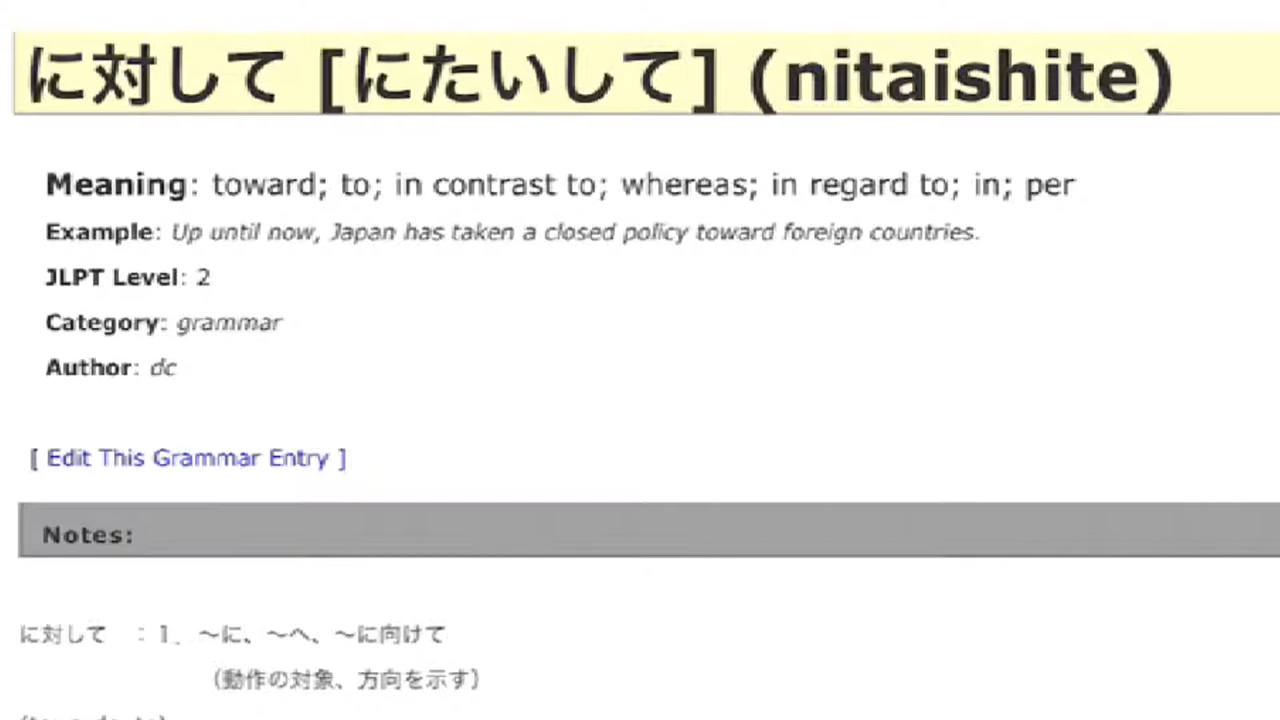 に対して [にたいして] (nitaishite)
Meaning: toward; to; in contrast to; whereas; in regard to; in; per
Example: Up until now, Japan has taken a closed policy toward foreign countries.
JLPT Level: 2
Category: grammar
Author: dc
[ Edit This Grammar Entry ]
Notes:
に対して ：１．～に、～へ、～に向けて
（動作の対象、方向を示す）